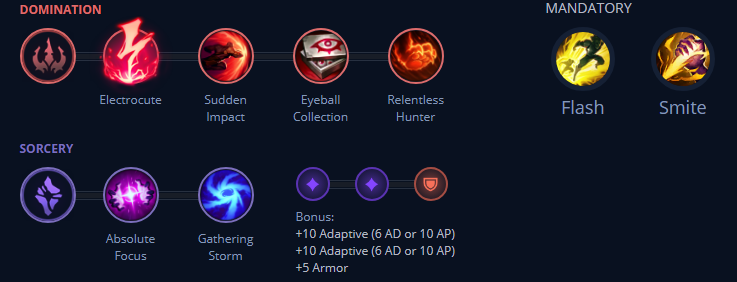 DOMINATION
MANDATORY
Electrocute
Sudden
Impact
Eyeball
Collection
Relentless
Hunter
Flash
Smite
SORCERY
Absolute
Focus
Gathering
Storm
Bonus:
+10 Adaptive (6 AD or 10 AP)
+10 Adaptive (6 AD or 10 AP)
+5 Armor